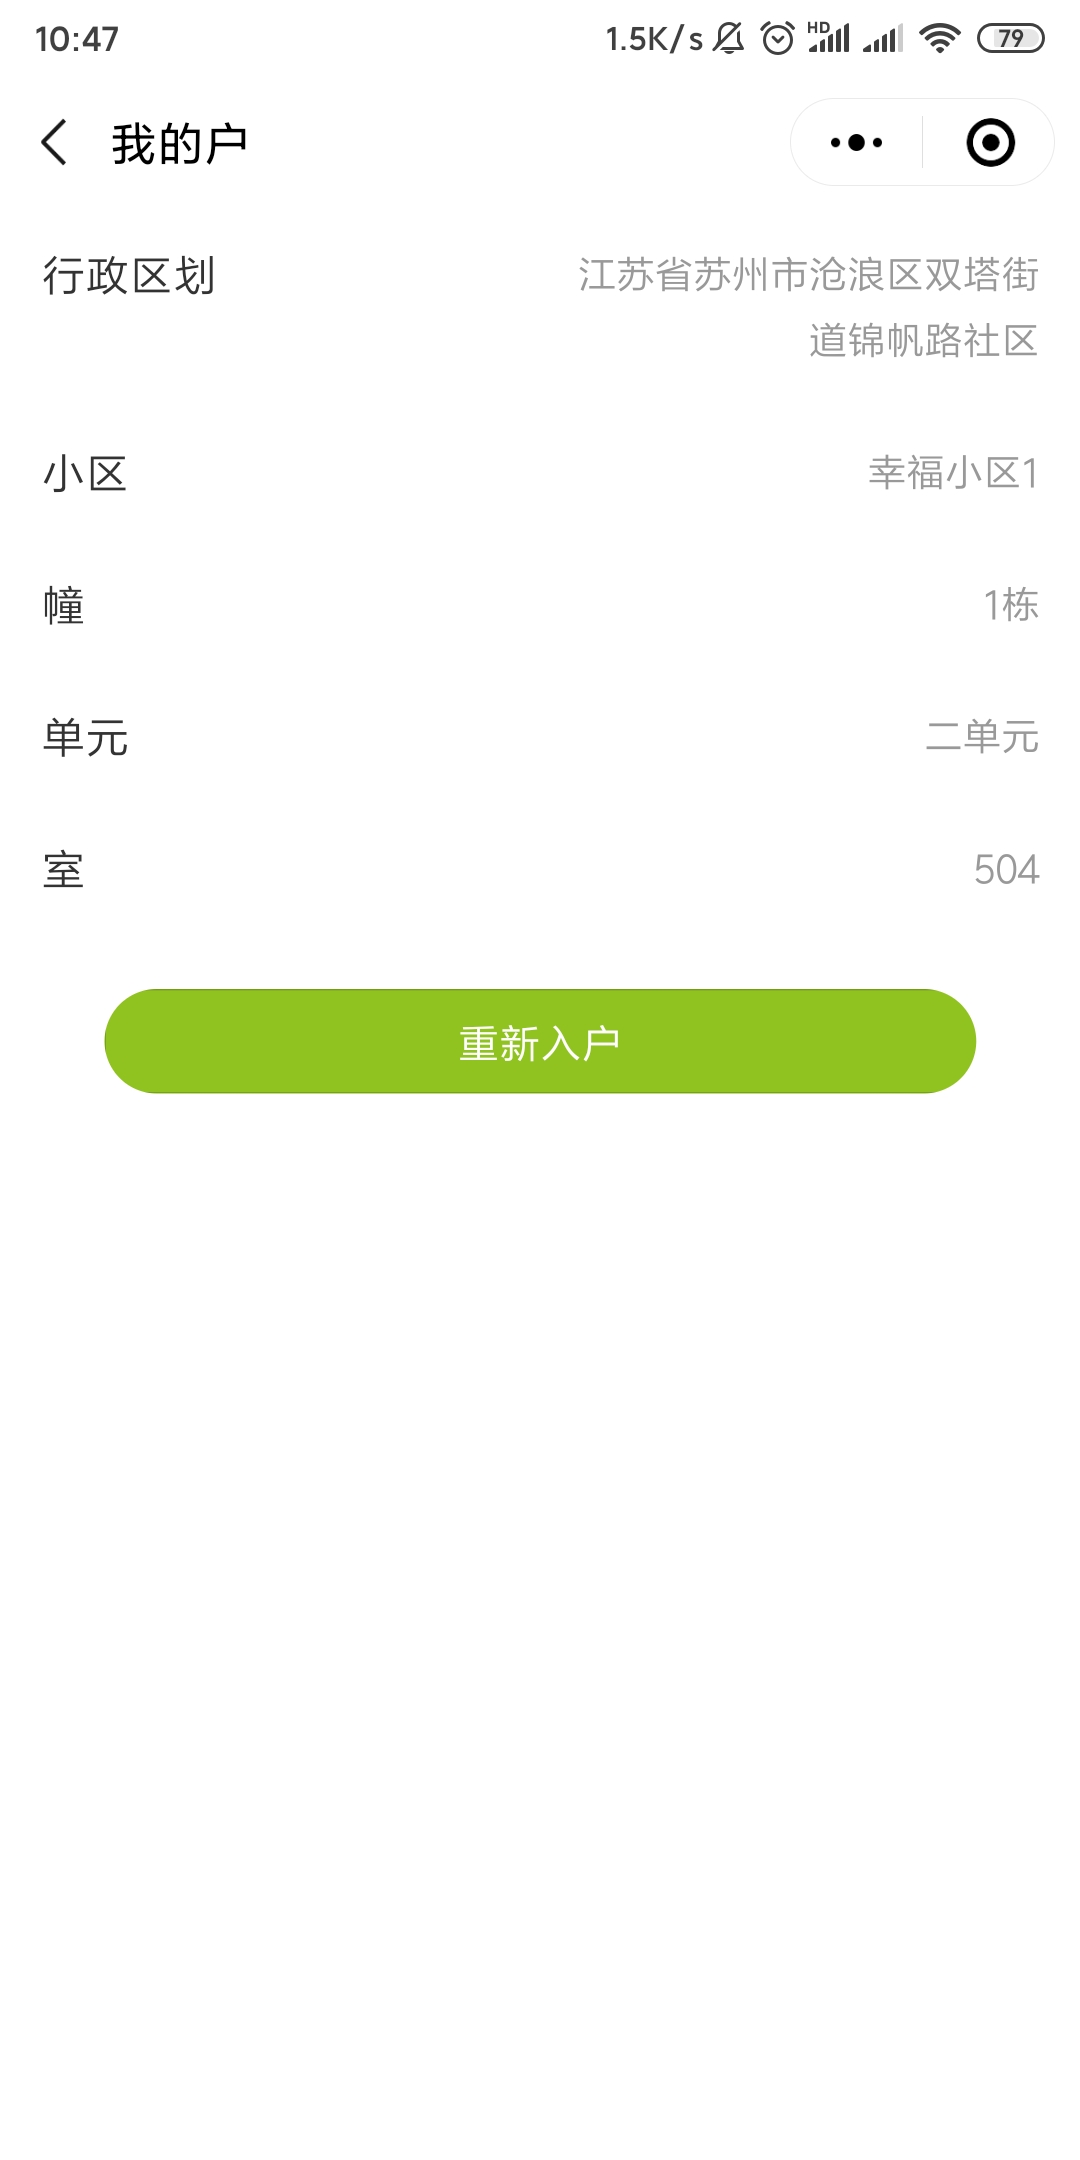 10:47 1.5K/s HD 79
我的户
行政区划 江苏省苏州市沧浪区双塔街
道锦帆路社区
小区 幸福小区1
幢 1栋
单元 二单元
室 504
重新入户